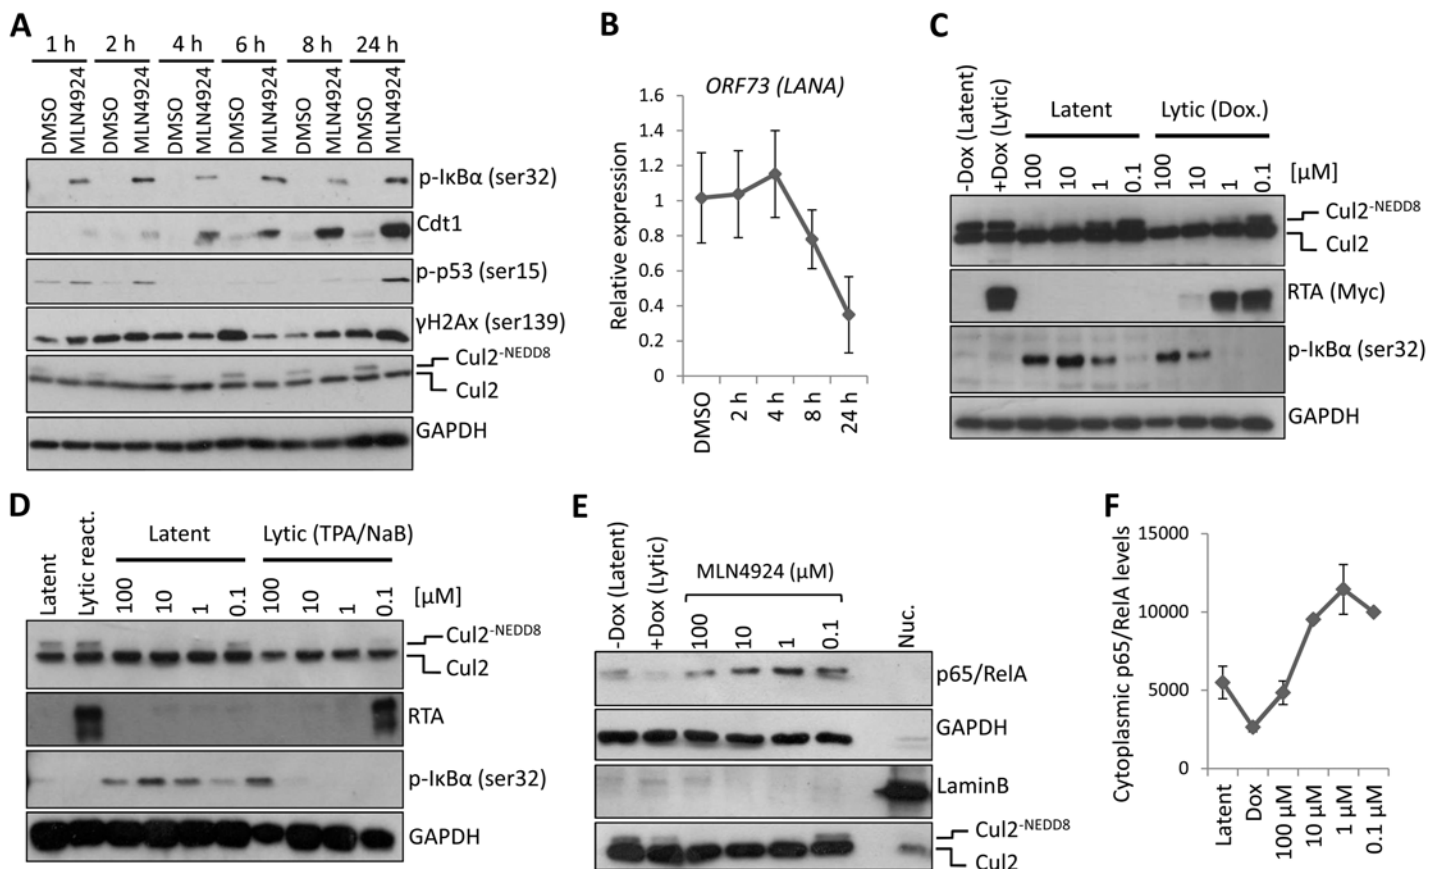 A
1 h 2 h 4 h 6 h 8 h 24 h
DMSO MLN4924 DMSO MLN4924 DMSO MLN4924 DMSO MLN4924 DMSO MLN4924 DMSO MLN4924
p-IκBα (ser32)
Cdt1
p-p53 (ser15)
γH2Ax (ser139)
Cul2-NEDD8
Cul2
GAPDH
B
ORF73 (LANA)
Relative expression
1.6
1.4
1.2
1
0.8
0.6
0.4
0.2
0
DMSO 2 h 4 h 8 h 24 h
C
-Dox (Latent) +Dox (Lytic)
Latent Lytic (Dox.)
100 10 1 0.1 100 10 1 0.1 [µM]
Cul2-NEDD8
Cul2
RTA (Myc)
p-IκBα (ser32)
GAPDH
D
Latent Lytic react.
Latent Lytic (TPA/NaB)
100 10 1 0.1 100 10 1 0.1 [µM]
Cul2-NEDD8
Cul2
RTA
p-IκBα (ser32)
GAPDH
E
-Dox (Latent) +Dox (Lytic)
MLN4924 (µM)
100 10 1 0.1 Nuc.
p65/RelA
GAPDH
LaminB
Cul2-NEDD8
Cul2
F
Cytoplasmic p65/RelA levels
15000
10000
5000
0
Latent Dox 100 µM 10 µM 1 µM 0.1 µM